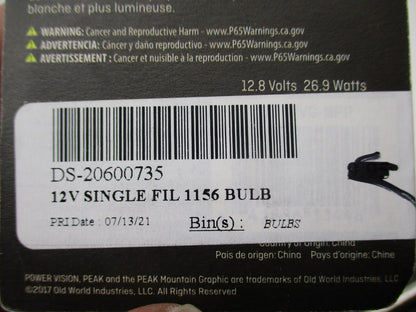 blanche et plus lumineuse.
WARNING: Cancer and Reproductive Harm - www.P65Warnings.ca.gov
ADVERTENCIA: Cáncer y daño reproductivo - www.P65Warnings.ca.gov
AVERTISSEMENT : Cancer et nuisible à la reproduction - www.P65Warnings.ca.gov
12.8 Volts 26.9 Watts
DS-20600735
12V SINGLE FIL 1156 BULB
PRI Date : 07/13/21 Bin(s) : BULBS
Country of Origin: China
País de origen: China Pays d'origine: Chine
POWER VISION, PEAK and the PEAK Mountain Graphic are trademarks of Old World Industries, LLC
©2017 Old World Industries, LLC. All Rights Reserved